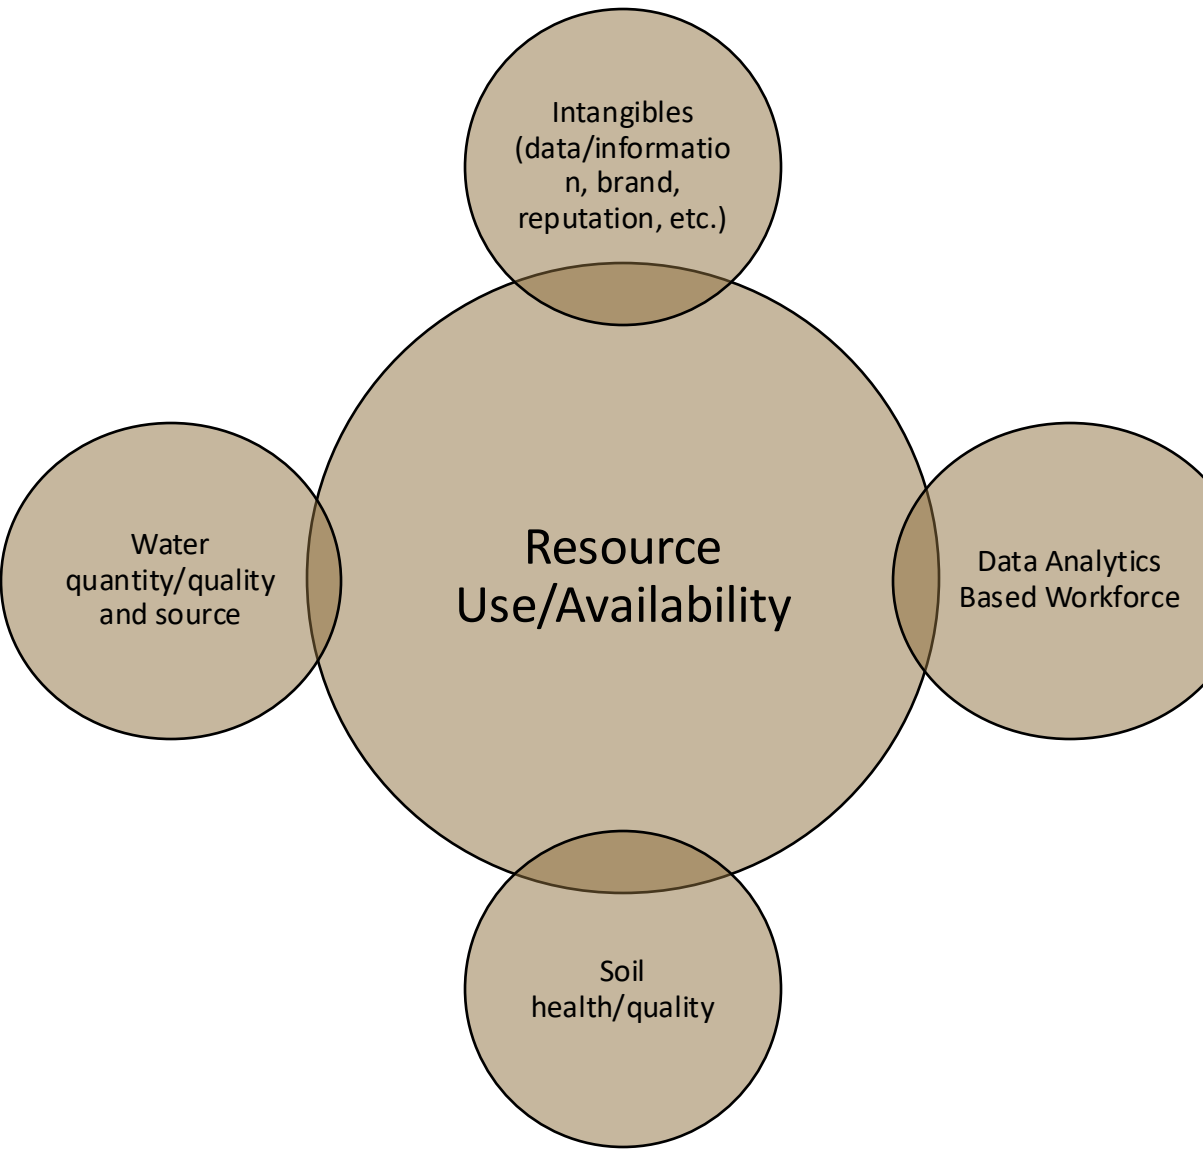 Intangibles
(data/informatio
n, brand,
reputation, etc.)
Water
quantity/quality
and source
Resource
Use/Availability
Data Analytics
Based Workforce
Soil
health/quality